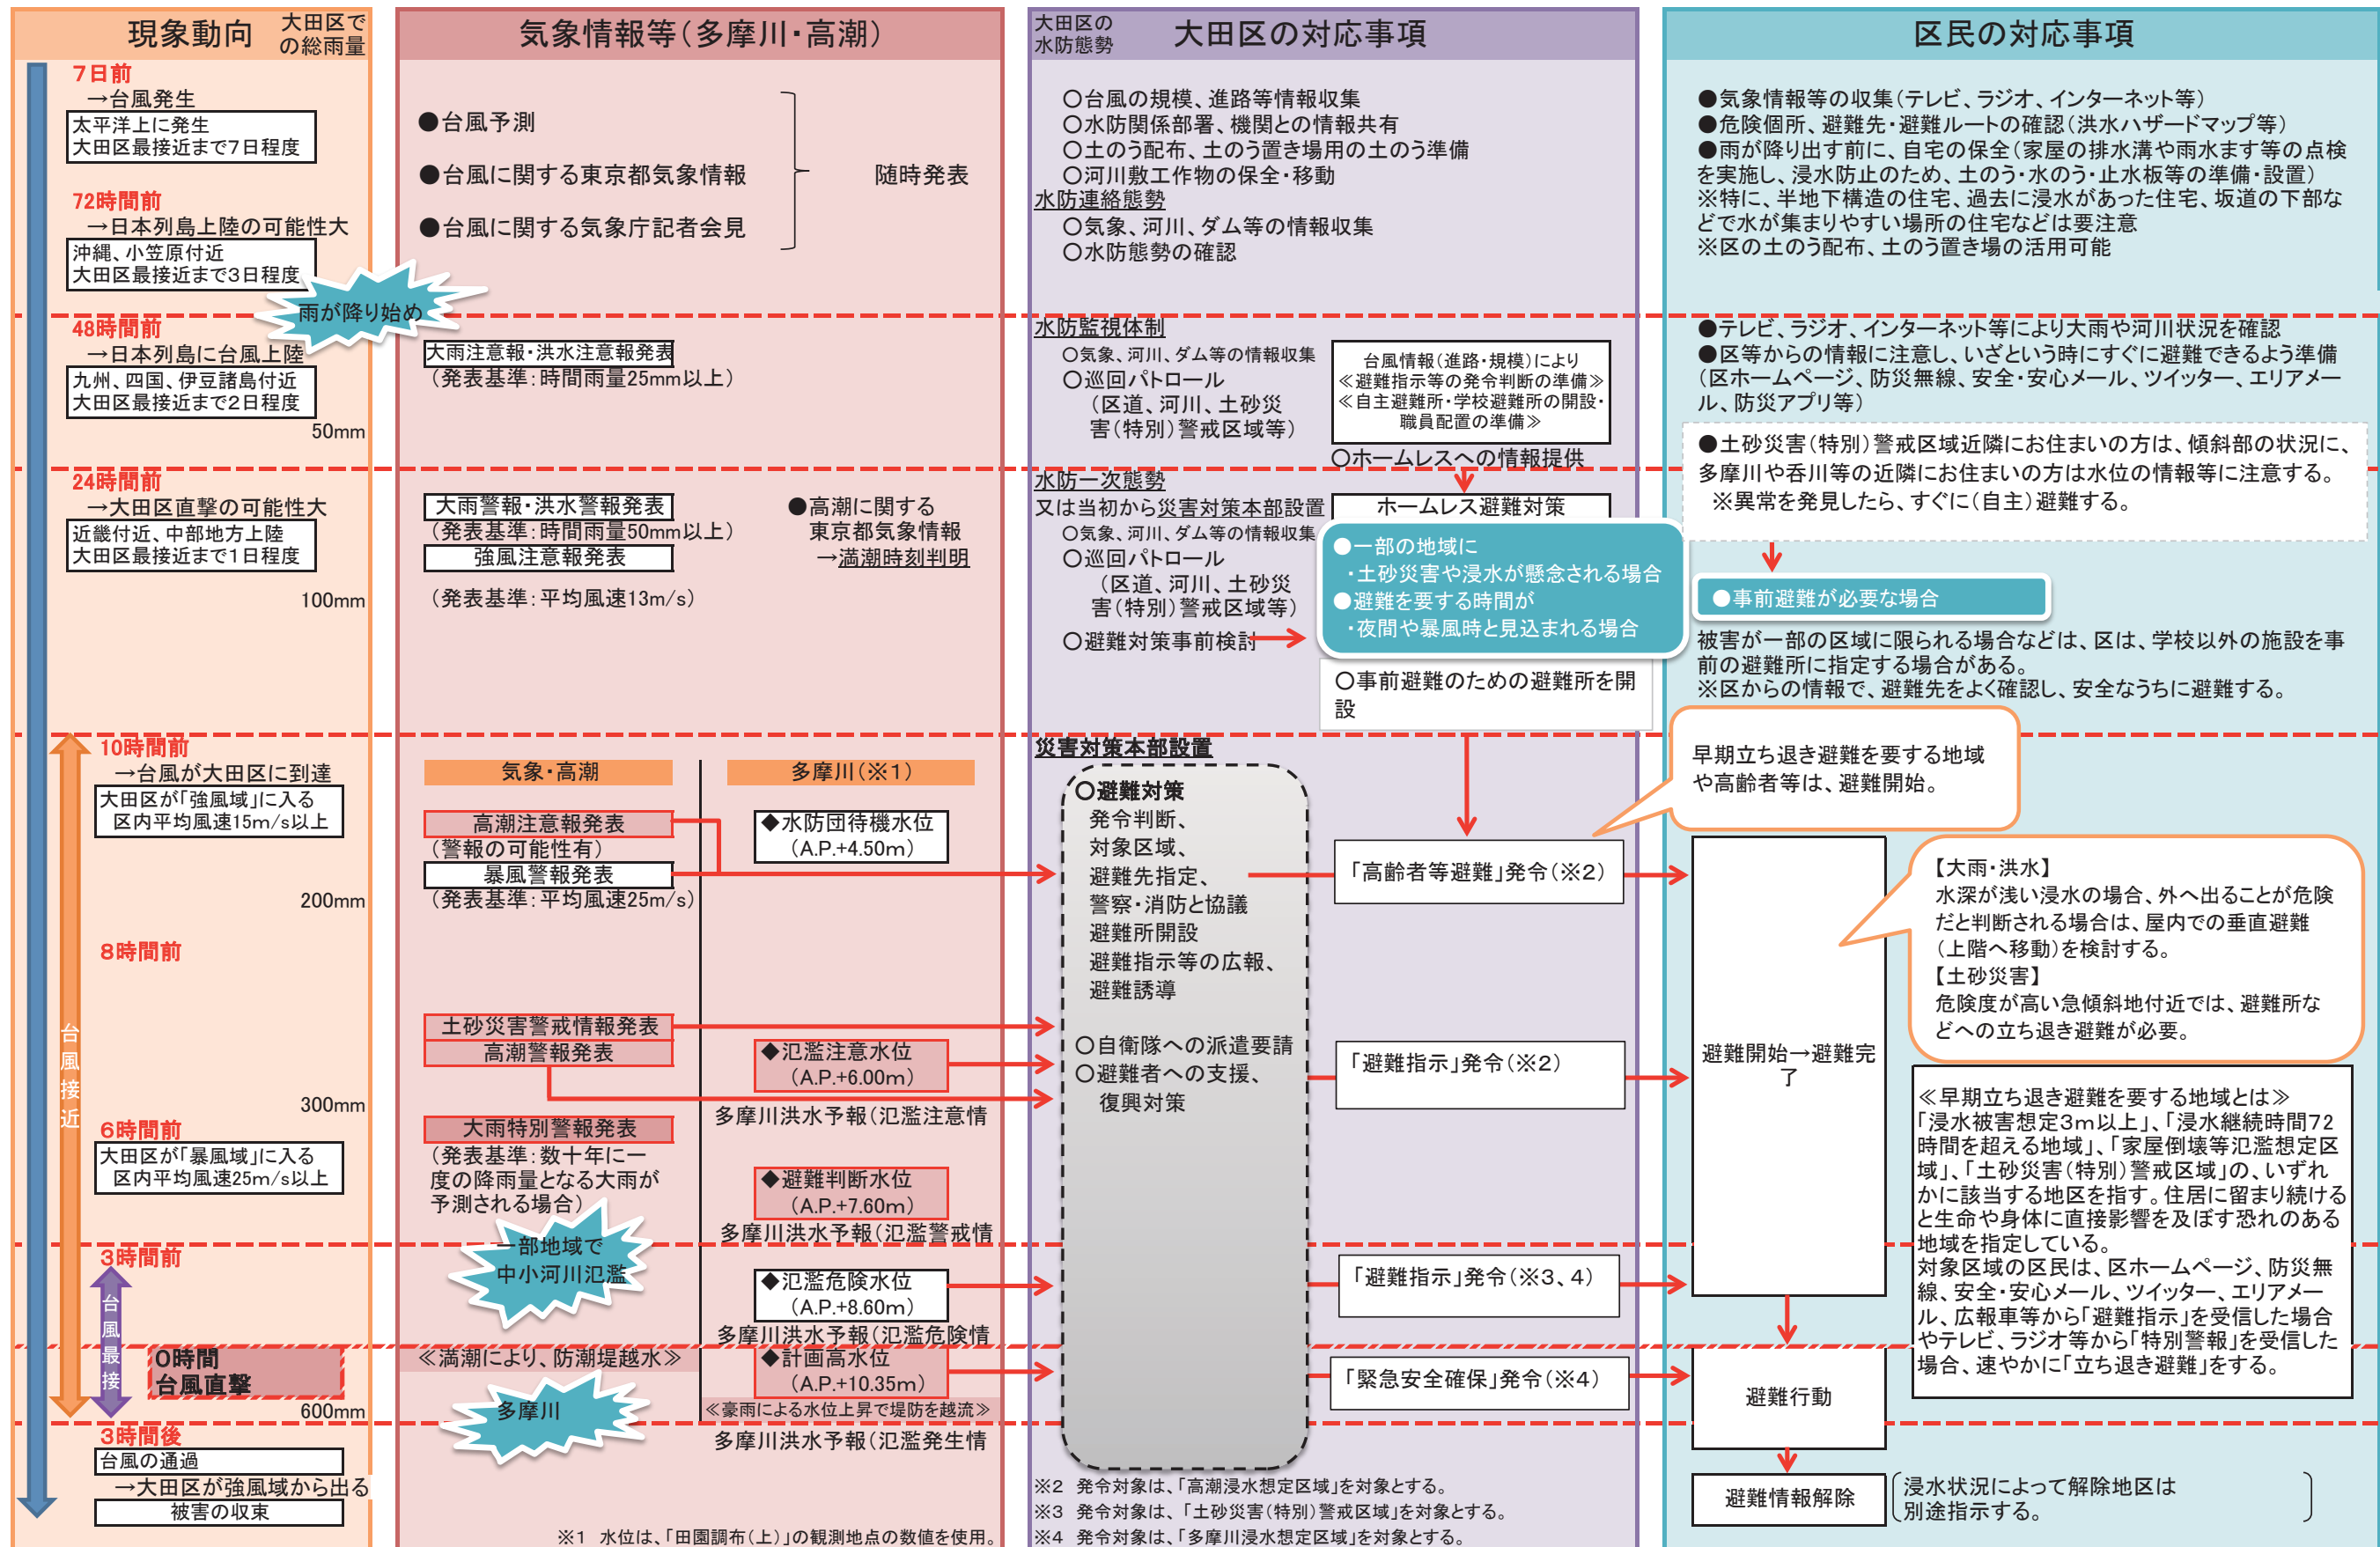 現象動向
大田区で
の総雨量
7日前
→台風発生
太平洋上に発生
大田区最接近まで7日程度
72時間前
→日本列島上陸の可能性大
沖縄、小笠原付近
大田区最接近まで3日程度
雨が降り始め
48時間前
→日本列島に台風上陸
九州、四国、伊豆諸島付近
大田区最接近まで2日程度
50mm
24時間前
→大田区直撃の可能性大
近畿付近、中部地方上陸
大田区最接近まで1日程度
100mm
10時間前
→台風が大田区に到達
大田区が「強風域」に入る
区内平均風速15m/s以上
200mm
8時間前
台風接近
300mm
6時間前
大田区が「暴風域」に入る
区内平均風速25m/s以上
3時間前
台風最接
0時間
台風直撃
600mm
3時間後
台風の通過
→大田区が強風域から出る
被害の収束
気象情報等(多摩川・高潮)
●台風予測
●台風に関する東京都気象情報
●台風に関する気象庁記者会見
随時発表
大雨注意報・洪水注意報発表
(発表基準:時間雨量25mm以上)
大雨警報・洪水警報発表
(発表基準:時間雨量50mm以上)
強風注意報発表
(発表基準:平均風速13m/s)
●高潮に関する
東京都気象情報
→満潮時刻判明
気象・高潮
高潮注意報発表
(警報の可能性有)
暴風警報発表
(発表基準:平均風速25m/s)
土砂災害警戒情報発表
高潮警報発表
大雨特別警報発表
(発表基準:数十年に一
度の降雨量となる大雨が
予測される場合)
一部地域で
中小河川氾濫
≪満潮により、防潮堤越水≫
多摩川
多摩川(※1)
◆水防団待機水位
(A.P.+4.50m)
◆氾濫注意水位
(A.P.+6.00m)
多摩川洪水予報(氾濫注意情
◆避難判断水位
(A.P.+7.60m)
多摩川洪水予報(氾濫警戒情
◆氾濫危険水位
(A.P.+8.60m)
多摩川洪水予報(氾濫危険情
◆計画高水位
(A.P.+10.35m)
≪豪雨による水位上昇で堤防を越流≫
多摩川洪水予報(氾濫発生情
※1 水位は、「田園調布(上)」の観測地点の数値を使用。
大田区の
水防態勢
大田区の対応事項
○台風の規模、進路等情報収集
○水防関係部署、機関との情報共有
○土のう配布、土のう置き場用の土のう準備
○河川敷工作物の保全・移動
水防連絡態勢
○気象、河川、ダム等の情報収集
○水防態勢の確認
水防監視体制
○気象、河川、ダム等の情報収集
○巡回パトロール
(区道、河川、土砂災
害(特別)警戒区域等)
台風情報(進路・規模)により
≪避難指示等の発令判断の準備≫
≪自主避難所・学校避難所の開設・
職員配置の準備≫
○ホームレスへの情報提供
水防一次態勢
又は当初から災害対策本部設置
○気象、河川、ダム等の情報収集
○巡回パトロール
(区道、河川、土砂災
害(特別)警戒区域等)
○避難対策事前検討
ホームレス避難対策
●一部の地域に
・土砂災害や浸水が懸念される場合
●避難を要する時間が
・夜間や暴風時と見込まれる場合
○事前避難のための避難所を開
設
災害対策本部設置
○避難対策
発令判断、
対象区域、
避難先指定、
警察・消防と協議
避難所開設
避難指示等の広報、
避難誘導
○自衛隊への派遣要請
○避難者への支援、
復興対策
「高齢者等避難」発令(※2)
「避難指示」発令(※2)
「避難指示」発令(※3、4)
「緊急安全確保」発令(※4)
※2 発令対象は、「高潮浸水想定区域」を対象とする。
※3 発令対象は、「土砂災害(特別)警戒区域」を対象とする。
※4 発令対象は、「多摩川浸水想定区域」を対象とする。
区民の対応事項
●気象情報等の収集(テレビ、ラジオ、インターネット等)
●危険個所、避難先・避難ルートの確認(洪水ハザードマップ等)
●雨が降り出す前に、自宅の保全(家屋の排水溝や雨水ます等の点検
を実施し、浸水防止のため、土のう・水のう・止水板等の準備・設置)
※特に、半地下構造の住宅、過去に浸水があった住宅、坂道の下部な
どで水が集まりやすい場所の住宅などは要注意
※区の土のう配布、土のう置き場の活用可能
●テレビ、ラジオ、インターネット等により大雨や河川状況を確認
●区等からの情報に注意し、いざという時にすぐに避難できるよう準備
(区ホームページ、防災無線、安全・安心メール、ツイッター、エリアメー
ル、防災アプリ等)
●土砂災害(特別)警戒区域近隣にお住まいの方は、傾斜部の状況に、
多摩川や呑川等の近隣にお住まいの方は水位の情報等に注意する。
※異常を発見したら、すぐに(自主)避難する。
●事前避難が必要な場合
被害が一部の区域に限られる場合などは、区は、学校以外の施設を事
前の避難所に指定する場合がある。
※区からの情報で、避難先をよく確認し、安全なうちに避難する。
早期立ち退き避難を要する地域
や高齢者等は、避難開始。
避難開始→避難完
了
【大雨・洪水】
水深が浅い浸水の場合、外へ出ることが危険
だと判断される場合は、屋内での垂直避難
(上階へ移動)を検討する。
【土砂災害】
危険度が高い急傾斜地付近では、避難所な
どへの立ち退き避難が必要。
≪早期立ち退き避難を要する地域とは≫
「浸水被害想定3m以上」、「浸水継続時間72
時間を超える地域」、「家屋倒壊等氾濫想定区
域」、「土砂災害(特別)警戒区域」の、いずれ
かに該当する地区を指す。住居に留まり続ける
と生命や身体に直接影響を及ぼす恐れのある
地域を指定している。
対象区域の区民は、区ホームページ、防災無
線、安全・安心メール、ツイッター、エリアメー
ル、広報車等から「避難指示」を受信した場合
やテレビ、ラジオ等から「特別警報」を受信した
場合、速やかに「立ち退き避難」をする。
避難行動
避難情報解除
浸水状況によって解除地区は
別途指示する。